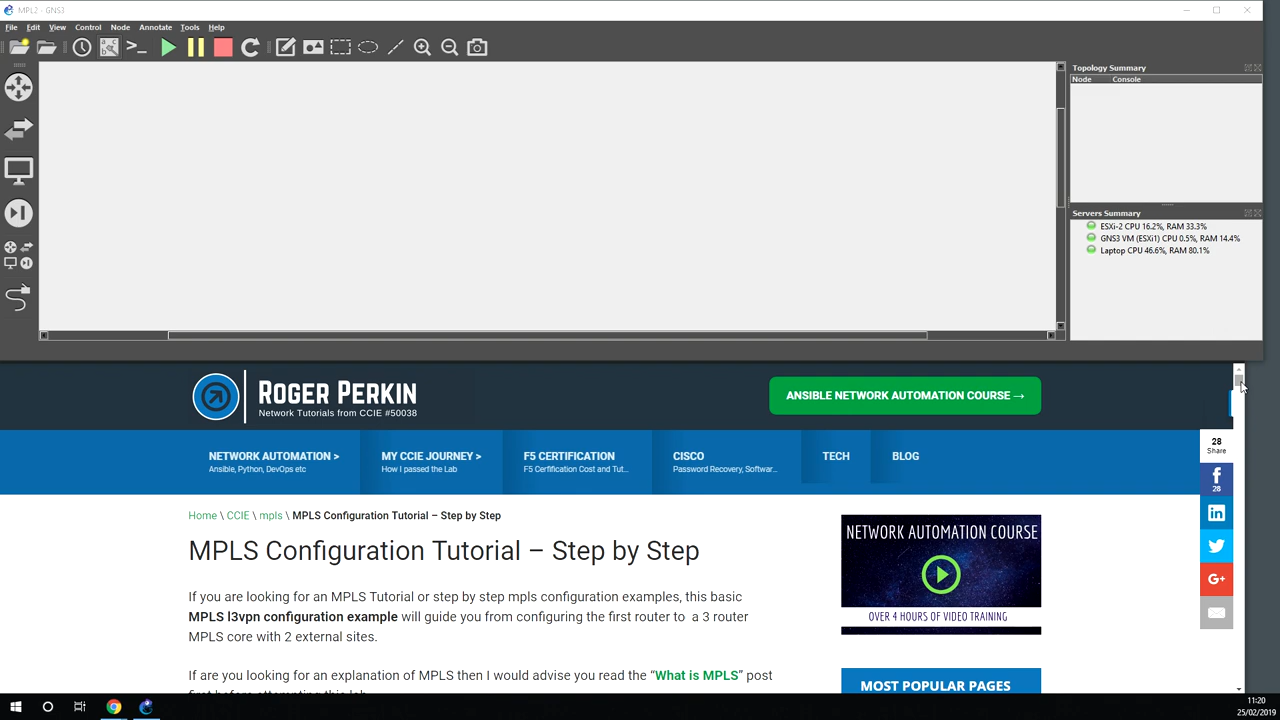 MPL2 - GNS3
File Edit View Control Node Annotate Tools Help
Topology Summary
Node Console
Servers Summary
ESXi-2 CPU 16.2%, RAM 33.3%
GNS3 VM (ESXi1) CPU 0.5%, RAM 14.4%
Laptop CPU 46.6%, RAM 80.1%
ROGER PERKIN
Network Tutorials from CCIE #50038
ANSIBLE NETWORK AUTOMATION COURSE →
NETWORK AUTOMATION >
Ansible, Python, DevOps etc
MY CCIE JOURNEY >
How I passed the Lab
F5 CERTIFICATION
F5 Cerfification Cost and Tut...
CISCO
Password Recovery, Softwar...
TECH
BLOG
28
Share
28
Home \ CCIE \ mpls \ MPLS Configuration Tutorial – Step by Step
MPLS Configuration Tutorial – Step by Step
If you are looking for an MPLS Tutorial or step by step mpls configuration examples, this basic
MPLS l3vpn configuration example will guide you from configuring the first router to a 3 router
MPLS core with 2 external sites.
If are you looking for an explanation of MPLS then I would advise you read the “What is MPLS” post
first before attempting this lab
NETWORK AUTOMATION COURSE
OVER 4 HOURS OF VIDEO TRAINING
MOST POPULAR PAGES
11:20
25/02/2019